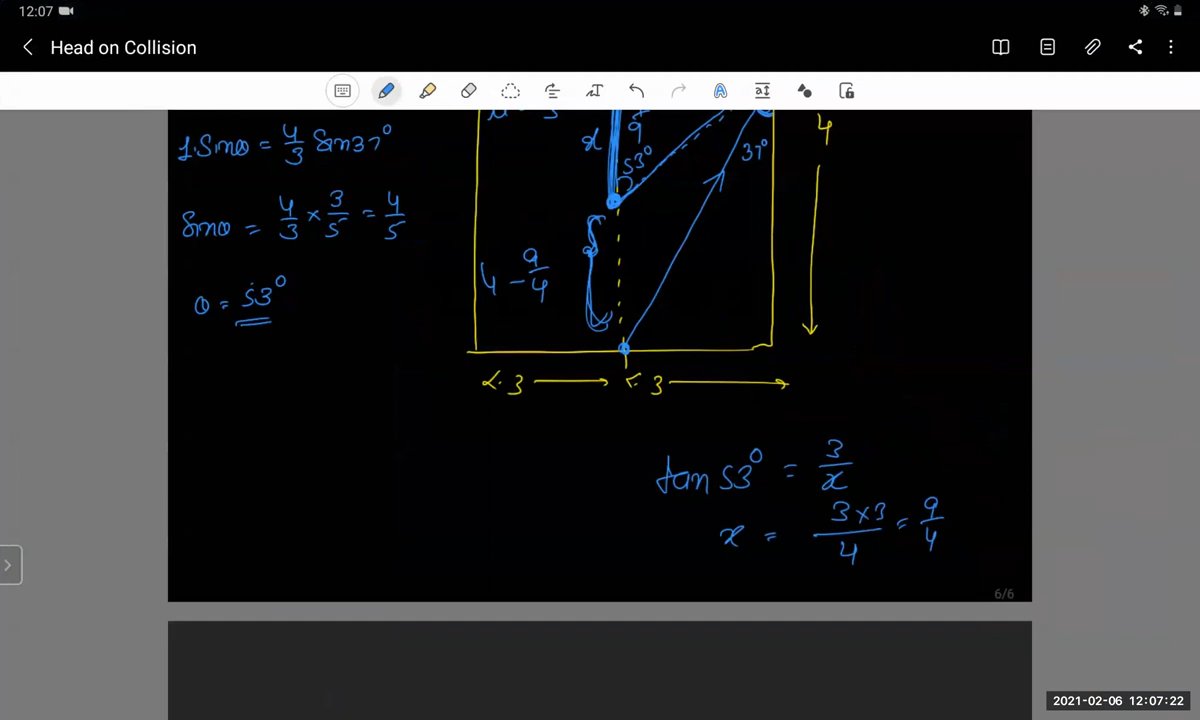 12:07
Head on Collision
1.Sinθ = 4/3 Sin37°
Sinθ = 4/3 × 3/5 = 4/5
θ = 53°
x
9
53°
37°
4
4 - 9/4
3
3
tan 53° = 3/x
x = 3×3/4 = 9/4
6/6
2021-02-06 12:07:22